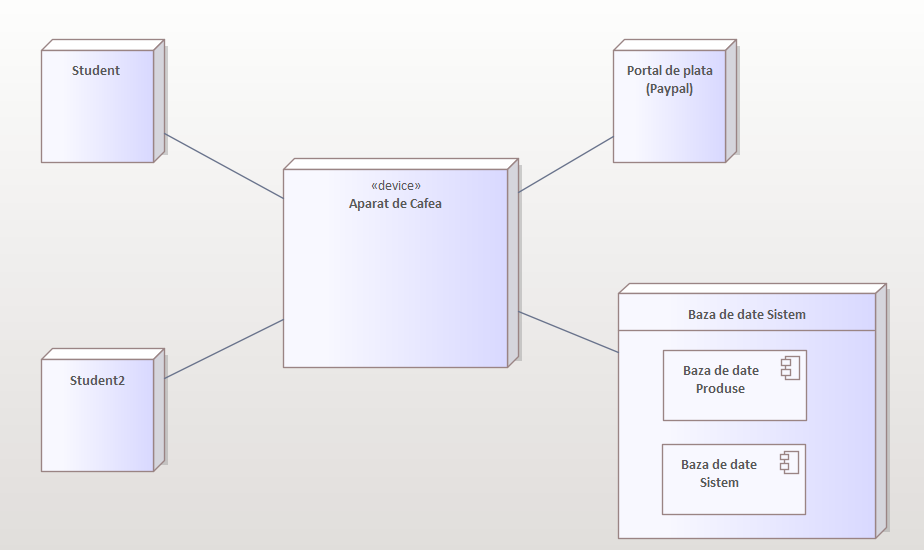 Student
Portal de plata
(Paypal)
«device»
Aparat de Cafea
Student2
Baza de date Sistem
Baza de date
Produse
Baza de date
Sistem